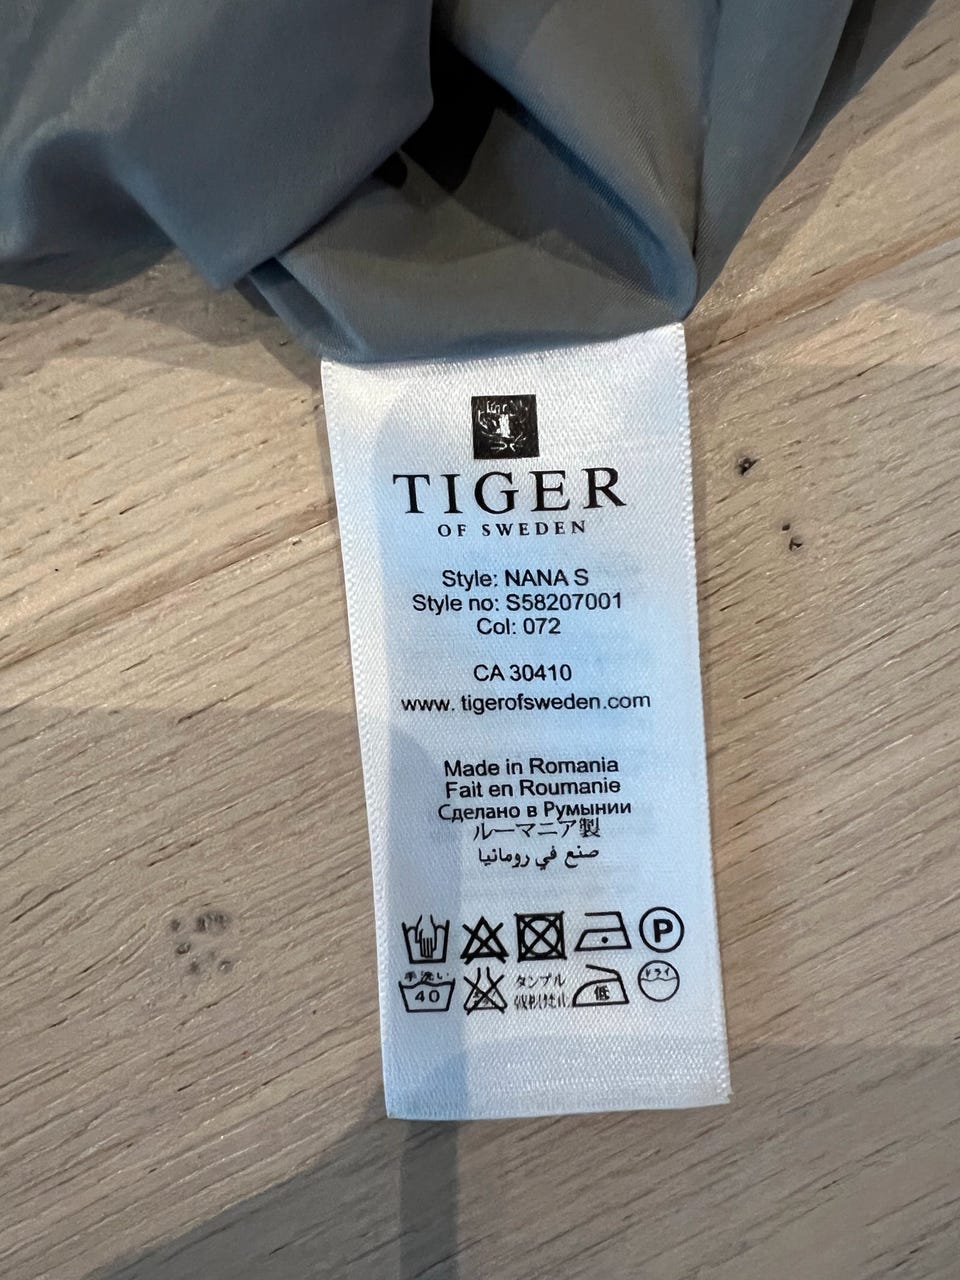 TIGER
OF SWEDEN
Style: NANA S
Style no: S58207001
Col: 072
CA 30410
www. tigerofsweden.com
Made in Romania
Fait en Roumanie
Сделано в Румынии
ルーマニア製
صنع في رومانيا
P
手洗い
40
タンブル
低
ドライ